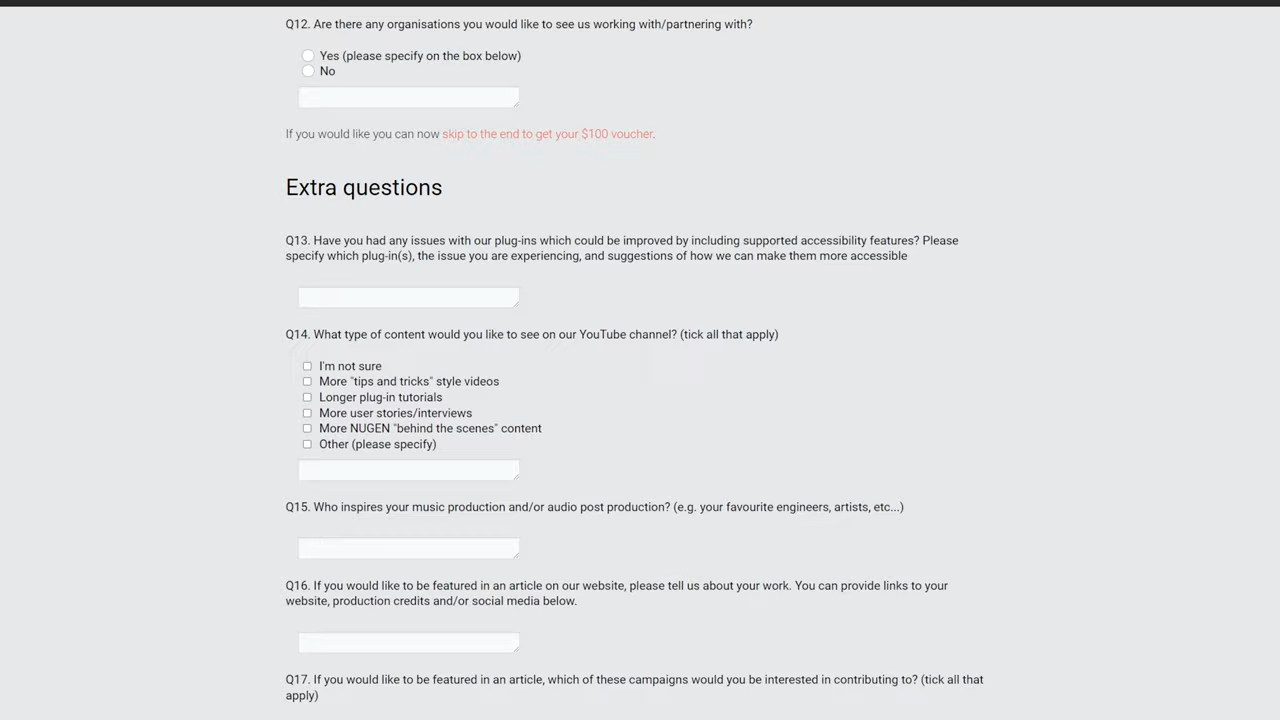 Q12. Are there any organisations you would like to see us working with/partnering with?
Yes (please specify on the box below)
No
If you would like you can now skip to the end to get your $100 voucher.
Extra questions
Q13. Have you had any issues with our plug-ins which could be improved by including supported accessibility features? Please
specify which plug-in(s), the issue you are experiencing, and suggestions of how we can make them more accessible
Q14. What type of content would you like to see on our YouTube channel? (tick all that apply)
I'm not sure
More "tips and tricks" style videos
Longer plug-in tutorials
More user stories/interviews
More NUGEN "behind the scenes" content
Other (please specify)
Q15. Who inspires your music production and/or audio post production? (e.g. your favourite engineers, artists, etc...)
Q16. If you would like to be featured in an article on our website, please tell us about your work. You can provide links to your
website, production credits and/or social media below.
Q17. If you would like to be featured in an article, which of these campaigns would you be interested in contributing to? (tick all that
apply)